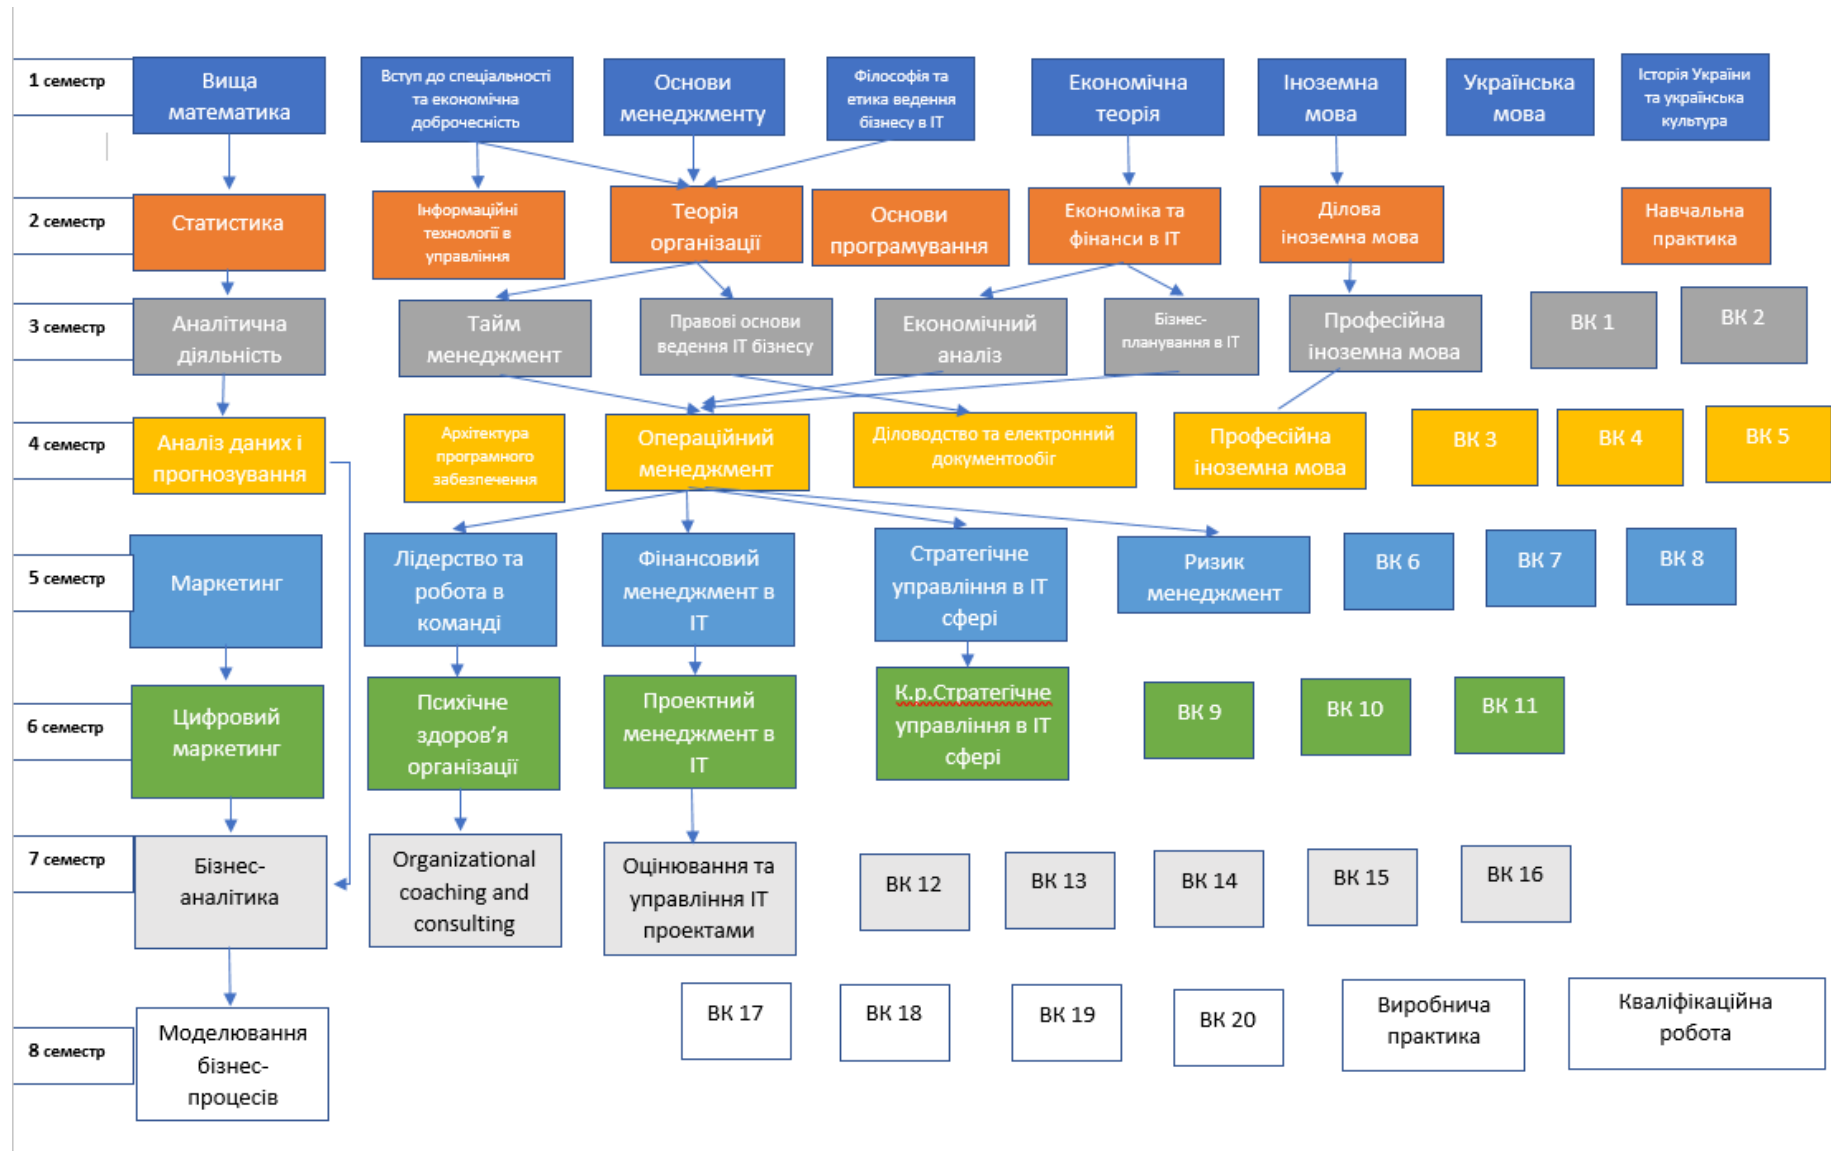 1 семестр
Вища
математика
Вступ до спеціальності
та економічна
доброчесність
Основи
менеджменту
Філософія та
етика ведення
бізнесу в ІТ
Економічна
теорія
Іноземна
мова
Українська
мова
Історія України
та українська
культура
2 семестр
Статистика
Інформаційні
технології в
управління
Теорія
організації
Основи
програмування
Економіка та
фінанси в ІТ
Ділова
іноземна мова
Навчальна
практика
3 семестр
Аналітична
діяльність
Тайм
менеджмент
Правові основи
ведення ІТ бізнесу
Економічний
аналіз
Бізнес-
планування в ІТ
Професійна
іноземна мова
ВК 1
ВК 2
4 семестр
Аналіз даних і
прогнозування
Архітектура
програмного
забезпечення
Операційний
менеджмент
Діловодство та електронний
документообіг
Професійна
іноземна мова
ВК 3
ВК 4
ВК 5
5 семестр
Маркетинг
Лідерство та
робота в
команді
Фінансовий
менеджмент в
ІТ
Стратегічне
управління в ІТ
сфері
Ризик
менеджмент
ВК 6
ВК 7
ВК 8
6 семестр
Цифровий
маркетинг
Психічне
здоров’я
організації
Проектний
менеджмент в
ІТ
К.р.Стратегічне
управління в ІТ
сфері
ВК 9
ВК 10
ВК 11
7 семестр
Бізнес-
аналітика
Organizational
coaching and
consulting
Оцінювання та
управління ІТ
проектами
ВК 12
ВК 13
ВК 14
ВК 15
ВК 16
8 семестр
Моделювання
бізнес-
процесів
ВК 17
ВК 18
ВК 19
ВК 20
Виробнича
практика
Кваліфікаційна
робота